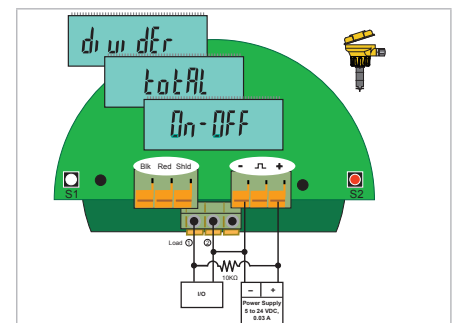 dividEr
totAL
On-OFF
Blk Red Shld
- +
S1
S2
Load 1 2
10KΩ
I/O
- +
Power Supply
5 to 24 VDC,
0.03 A